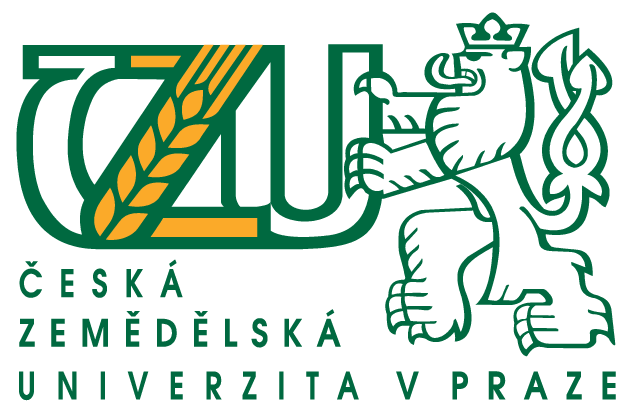 ČZU
ČESKÁ
ZEMĚDĚLSKÁ
UNIVERZITA V PRAZE